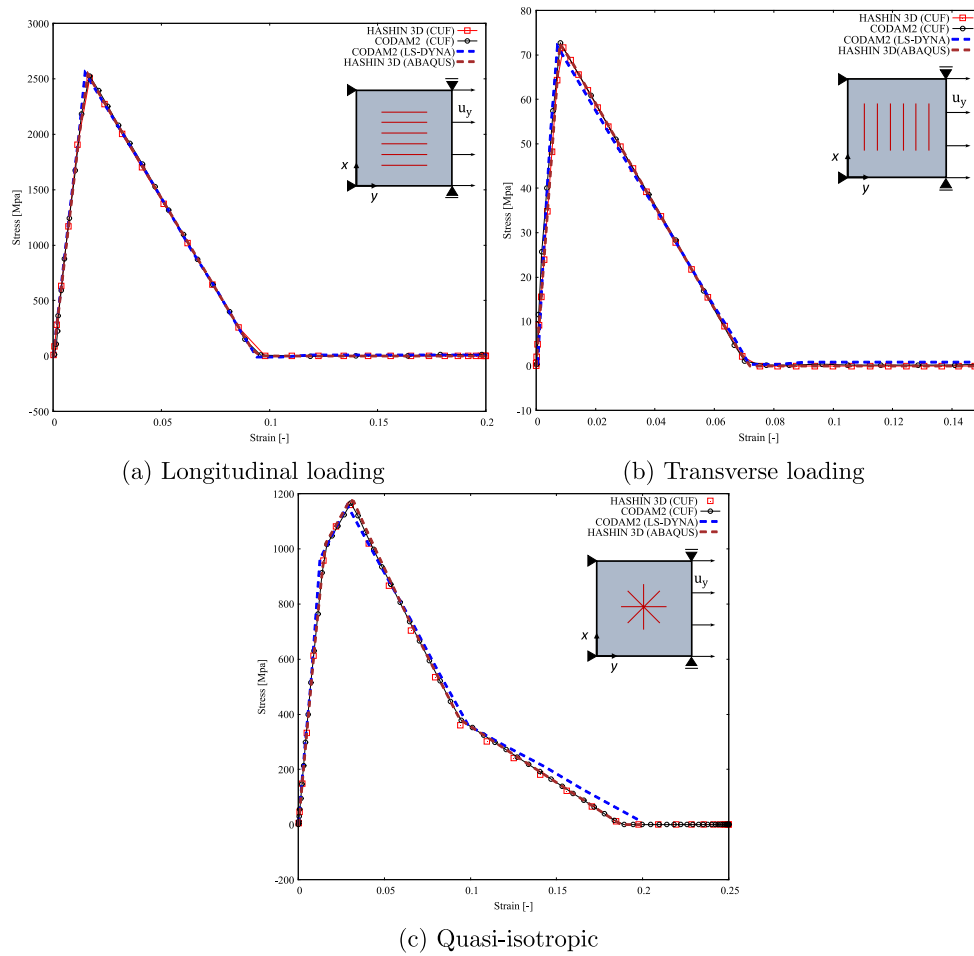 3000
2500
2000
1500
1000
500
0
-500
Stress [Mpa]
0
0.05
0.1
0.15
0.2
Strain [-]
HASHIN 3D (CUF)
CODAM2 (CUF)
CODAM2 (LS-DYNA)
HASHIN 3D (ABAQUS)
u_y
x
y
(a) Longitudinal loading
80
70
60
50
40
30
20
10
0
-10
Stress [Mpa]
0
0.02
0.04
0.06
0.08
0.1
0.12
0.14
Strain [-]
HASHIN 3D (CUF)
CODAM2 (CUF)
CODAM2 (LS-DYNA)
HASHIN 3D (ABAQUS)
u_y
x
y
(b) Transverse loading
1200
1000
800
600
400
200
0
-200
Stress [Mpa]
0
0.05
0.1
0.15
0.2
0.25
Strain [-]
HASHIN 3D (CUF)
CODAM2 (CUF)
CODAM2 (LS-DYNA)
HASHIN 3D (ABAQUS)
u_y
x
y
(c) Quasi-isotropic